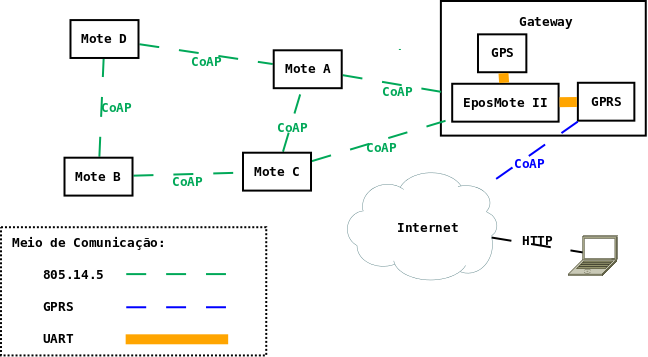 Gateway
Mote D
GPS
CoAP
Mote A
CoAP
EposMote II
GPRS
CoAP
CoAP
CoAP
CoAP
Mote C
Mote B
CoAP
Internet
HTTP
Meio de Comunicação:
805.14.5
GPRS
UART